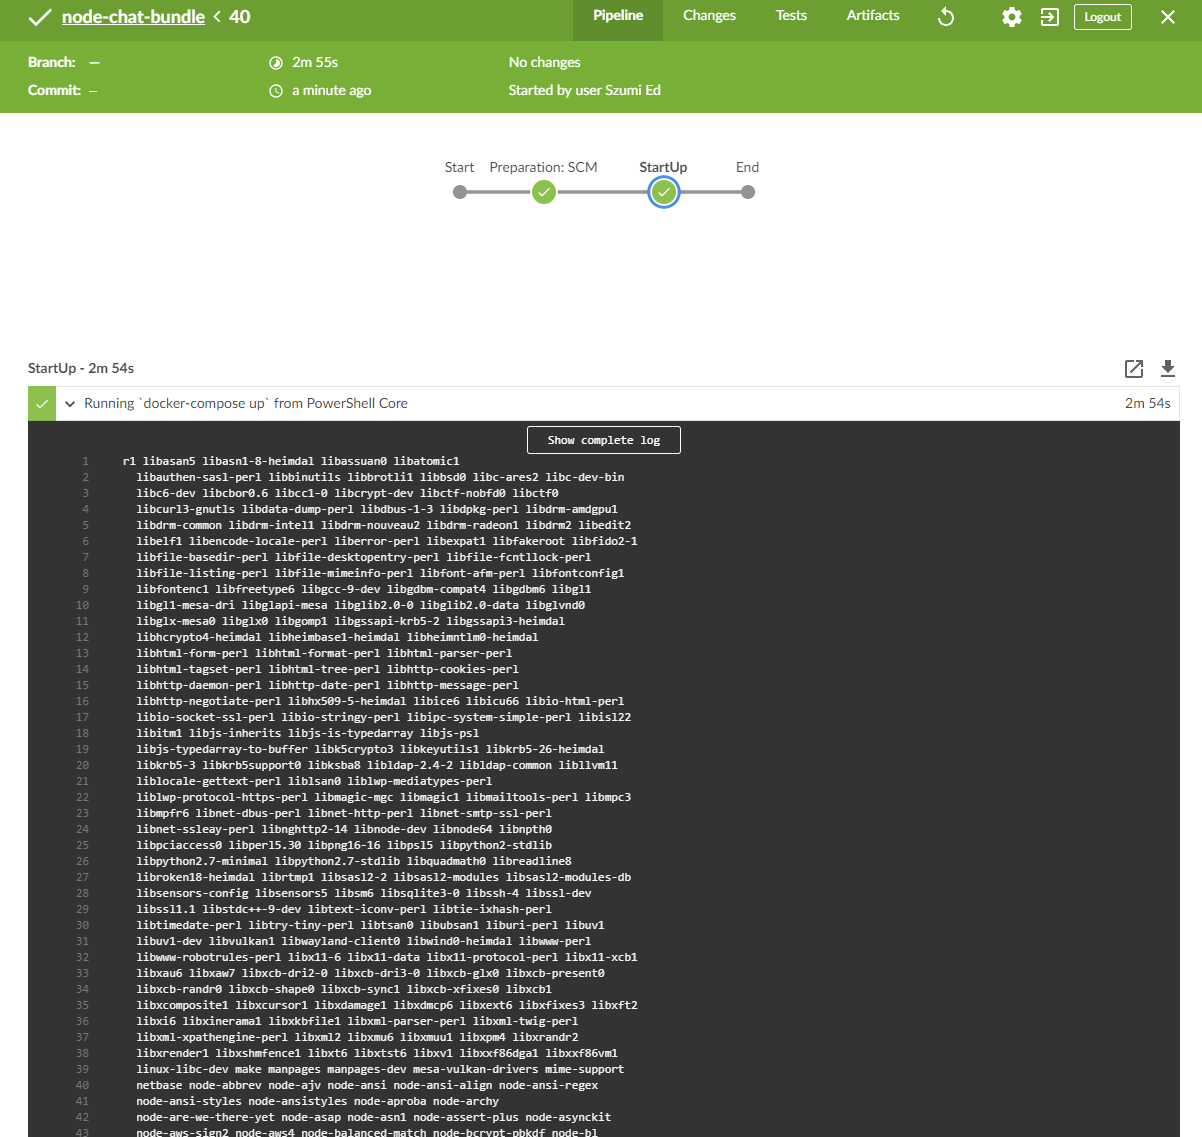 node-chat-bundle < 40
Pipeline Changes Tests Artifacts Logout
Branch: — 2m 55s No changes
Commit: — a minute ago Started by user Szumi Ed
Start Preparation: SCM StartUp End
StartUp - 2m 54s
Running `docker-compose up` from PowerShell Core 2m 54s
Show complete log
1 r1 libasan5 libasn1-8-heimdal libassuan0 libatomic1
2 libauthen-sasl-perl libbinutils libbrotli1 libbsd0 libc-ares2 libc-dev-bin
3 libc6-dev libcbor0.6 libcc1-0 libcrypt-dev libctf-nobfd0 libctf0
4 libcurl3-gnutls libdata-dump-perl libdbus-1-3 libdpkg-perl libdrm-amdgpu1
5 libdrm-common libdrm-intel1 libdrm-nouveau2 libdrm-radeon1 libdrm2 libedit2
6 libelf1 libencode-locale-perl liberror-perl libexpat1 libfakeroot libfido2-1
7 libfile-basedir-perl libfile-desktopentry-perl libfile-fcntllock-perl
8 libfile-listing-perl libfile-mimeinfo-perl libfont-afm-perl libfontconfig1
9 libfontenc1 libfreetype6 libgcc-9-dev libgdbm-compat4 libgdbm6 libgl1
10 libgl1-mesa-dri libglapi-mesa libglib2.0-0 libglib2.0-data libglvnd0
11 libglx-mesa0 libglx0 libgomp1 libgssapi-krb5-2 libgssapi3-heimdal
12 libhcrypto4-heimdal libheimbase1-heimdal libheimntlm0-heimdal
13 libhtml-form-perl libhtml-format-perl libhtml-parser-perl
14 libhtml-tagset-perl libhtml-tree-perl libhttp-cookies-perl
15 libhttp-daemon-perl libhttp-date-perl libhttp-message-perl
16 libhttp-negotiate-perl libhx509-5-heimdal libice6 libicu66 libio-html-perl
17 libio-socket-ssl-perl libio-stringy-perl libipc-system-simple-perl libisl22
18 libitm1 libjs-inherits libjs-is-typedarray libjs-psl
19 libjs-typedarray-to-buffer libk5crypto3 libkeyutils1 libkrb5-26-heimdal
20 libkrb5-3 libkrb5support0 libksba8 libldap-2.4-2 libldap-common libllvm11
21 liblocale-gettext-perl liblsan0 liblwp-mediatypes-perl
22 liblwp-protocol-https-perl libmagic-mgc libmagic1 libmailtools-perl libmpc3
23 libmpfr6 libnet-dbus-perl libnet-http-perl libnet-smtp-ssl-perl
24 libnet-ssleay-perl libnghttp2-14 libnode-dev libnode64 libnpth0
25 libpciaccess0 libperl5.30 libpng16-16 libpsl5 libpython2-stdlib
26 libpython2.7-minimal libpython2.7-stdlib libquadmath0 libreadline8
27 libroken18-heimdal librtmp1 libsasl2-2 libsasl2-modules libsasl2-modules-db
28 libsensors-config libsensors5 libsm6 libsqlite3-0 libssh-4 libssl-dev
29 libssl1.1 libstdc++-9-dev libtext-iconv-perl libtie-ixhash-perl
30 libtimedate-perl libtry-tiny-perl libtsan0 libubsan1 liburi-perl libuv1
31 libuv1-dev libvulkan1 libwayland-client0 libwind0-heimdal libwww-perl
32 libwww-robotrules-perl libx11-6 libx11-data libx11-protocol-perl libx11-xcb1
33 libxau6 libxaw7 libxcb-dri2-0 libxcb-dri3-0 libxcb-glx0 libxcb-present0
34 libxcb-randr0 libxcb-shape0 libxcb-sync1 libxcb-xfixes0 libxcb1
35 libxcomposite1 libxcursor1 libxdamage1 libxdmcp6 libxext6 libxfixes3 libxft2
36 libxi6 libxinerama1 libxkbfile1 libxml-parser-perl libxml-twig-perl
37 libxml-xpathengine-perl libxml2 libxmu6 libxmuu1 libxpm4 libxrandr2
38 libxrender1 libxshmfence1 libxt6 libxtst6 libxv1 libxxf86dga1 libxxf86vm1
39 linux-libc-dev make manpages manpages-dev mesa-vulkan-drivers mime-support
40 netbase node-abbrev node-ajv node-ansi node-ansi-align node-ansi-regex
41 node-ansi-styles node-ansistyles node-aproba node-archy
42 node-are-we-there-yet node-asap node-asn1 node-assert-plus node-asynckit
43 node-aws-sign2 node-aws4 node-balanced-match node-bcrypt-pbkdf node-bl